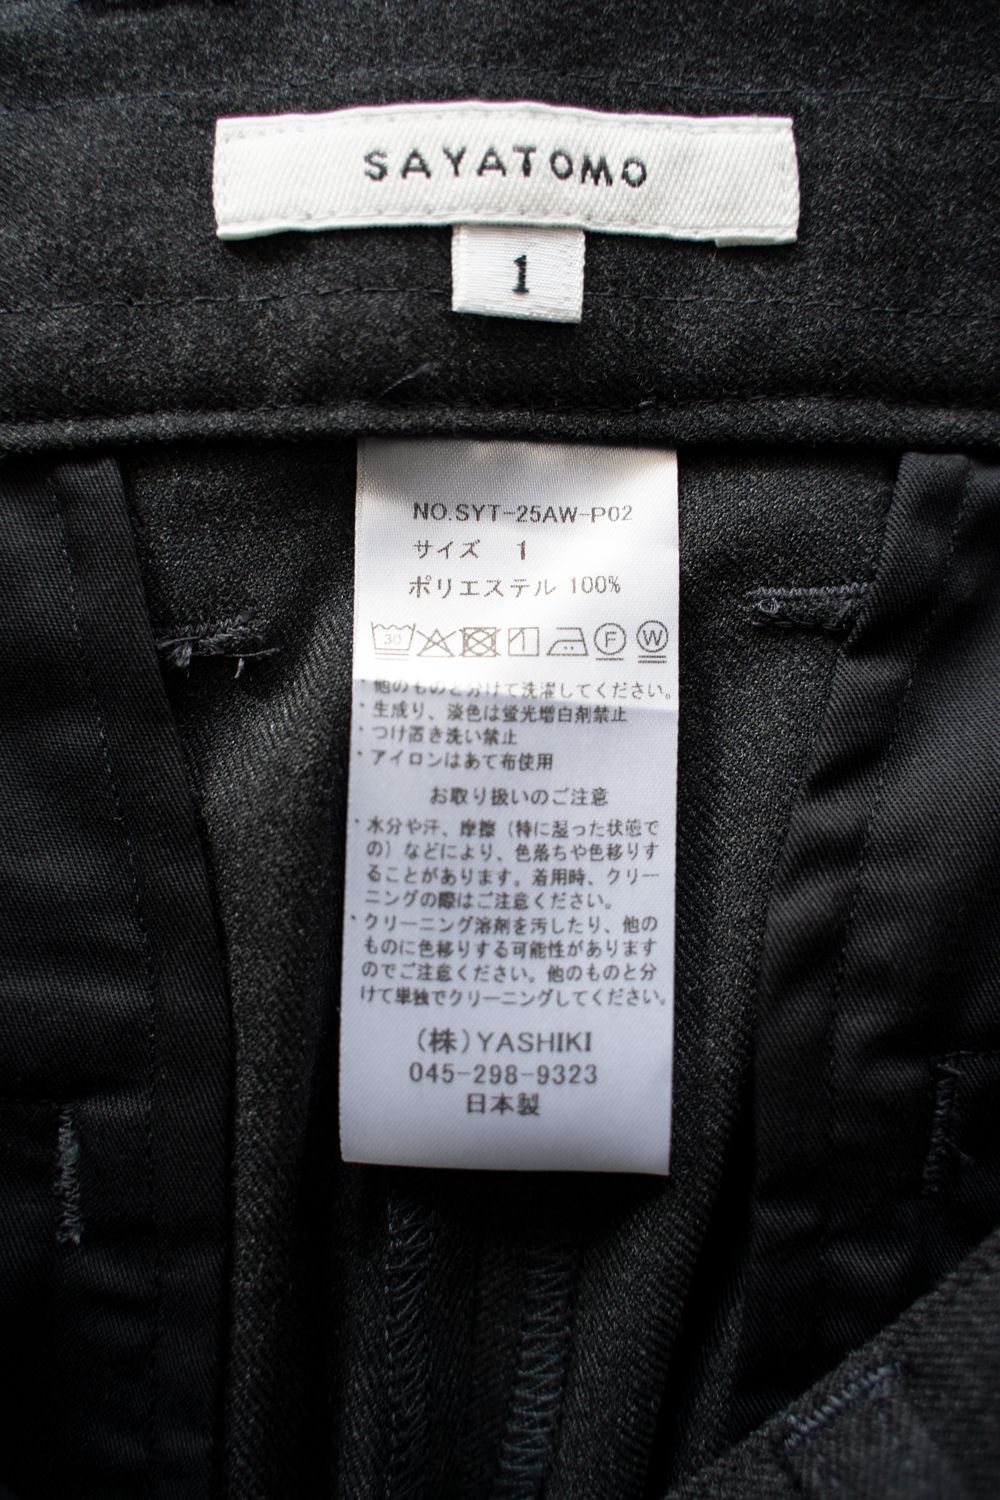 SAYATOMO
1
NO.SYT-25AW-P02
サイズ 1
ポリエステル 100%
30 F W
・他のものと分けて洗濯してください。
・生成り、淡色は蛍光増白剤禁止
・つけ置き洗い禁止
・アイロンはあて布使用
お取り扱いのご注意
・水分や汗、摩擦（特に湿った状態で
の）などにより、色落ちや色移りす
ることがあります。着用時、クリー
ニングの際はご注意ください。
・クリーニング溶剤を汚したり、他の
ものに色移りする可能性があります
のでご注意ください。他のものと分
けて単独でクリーニングしてください。
(株)YASHIKI
045-298-9323
日本製